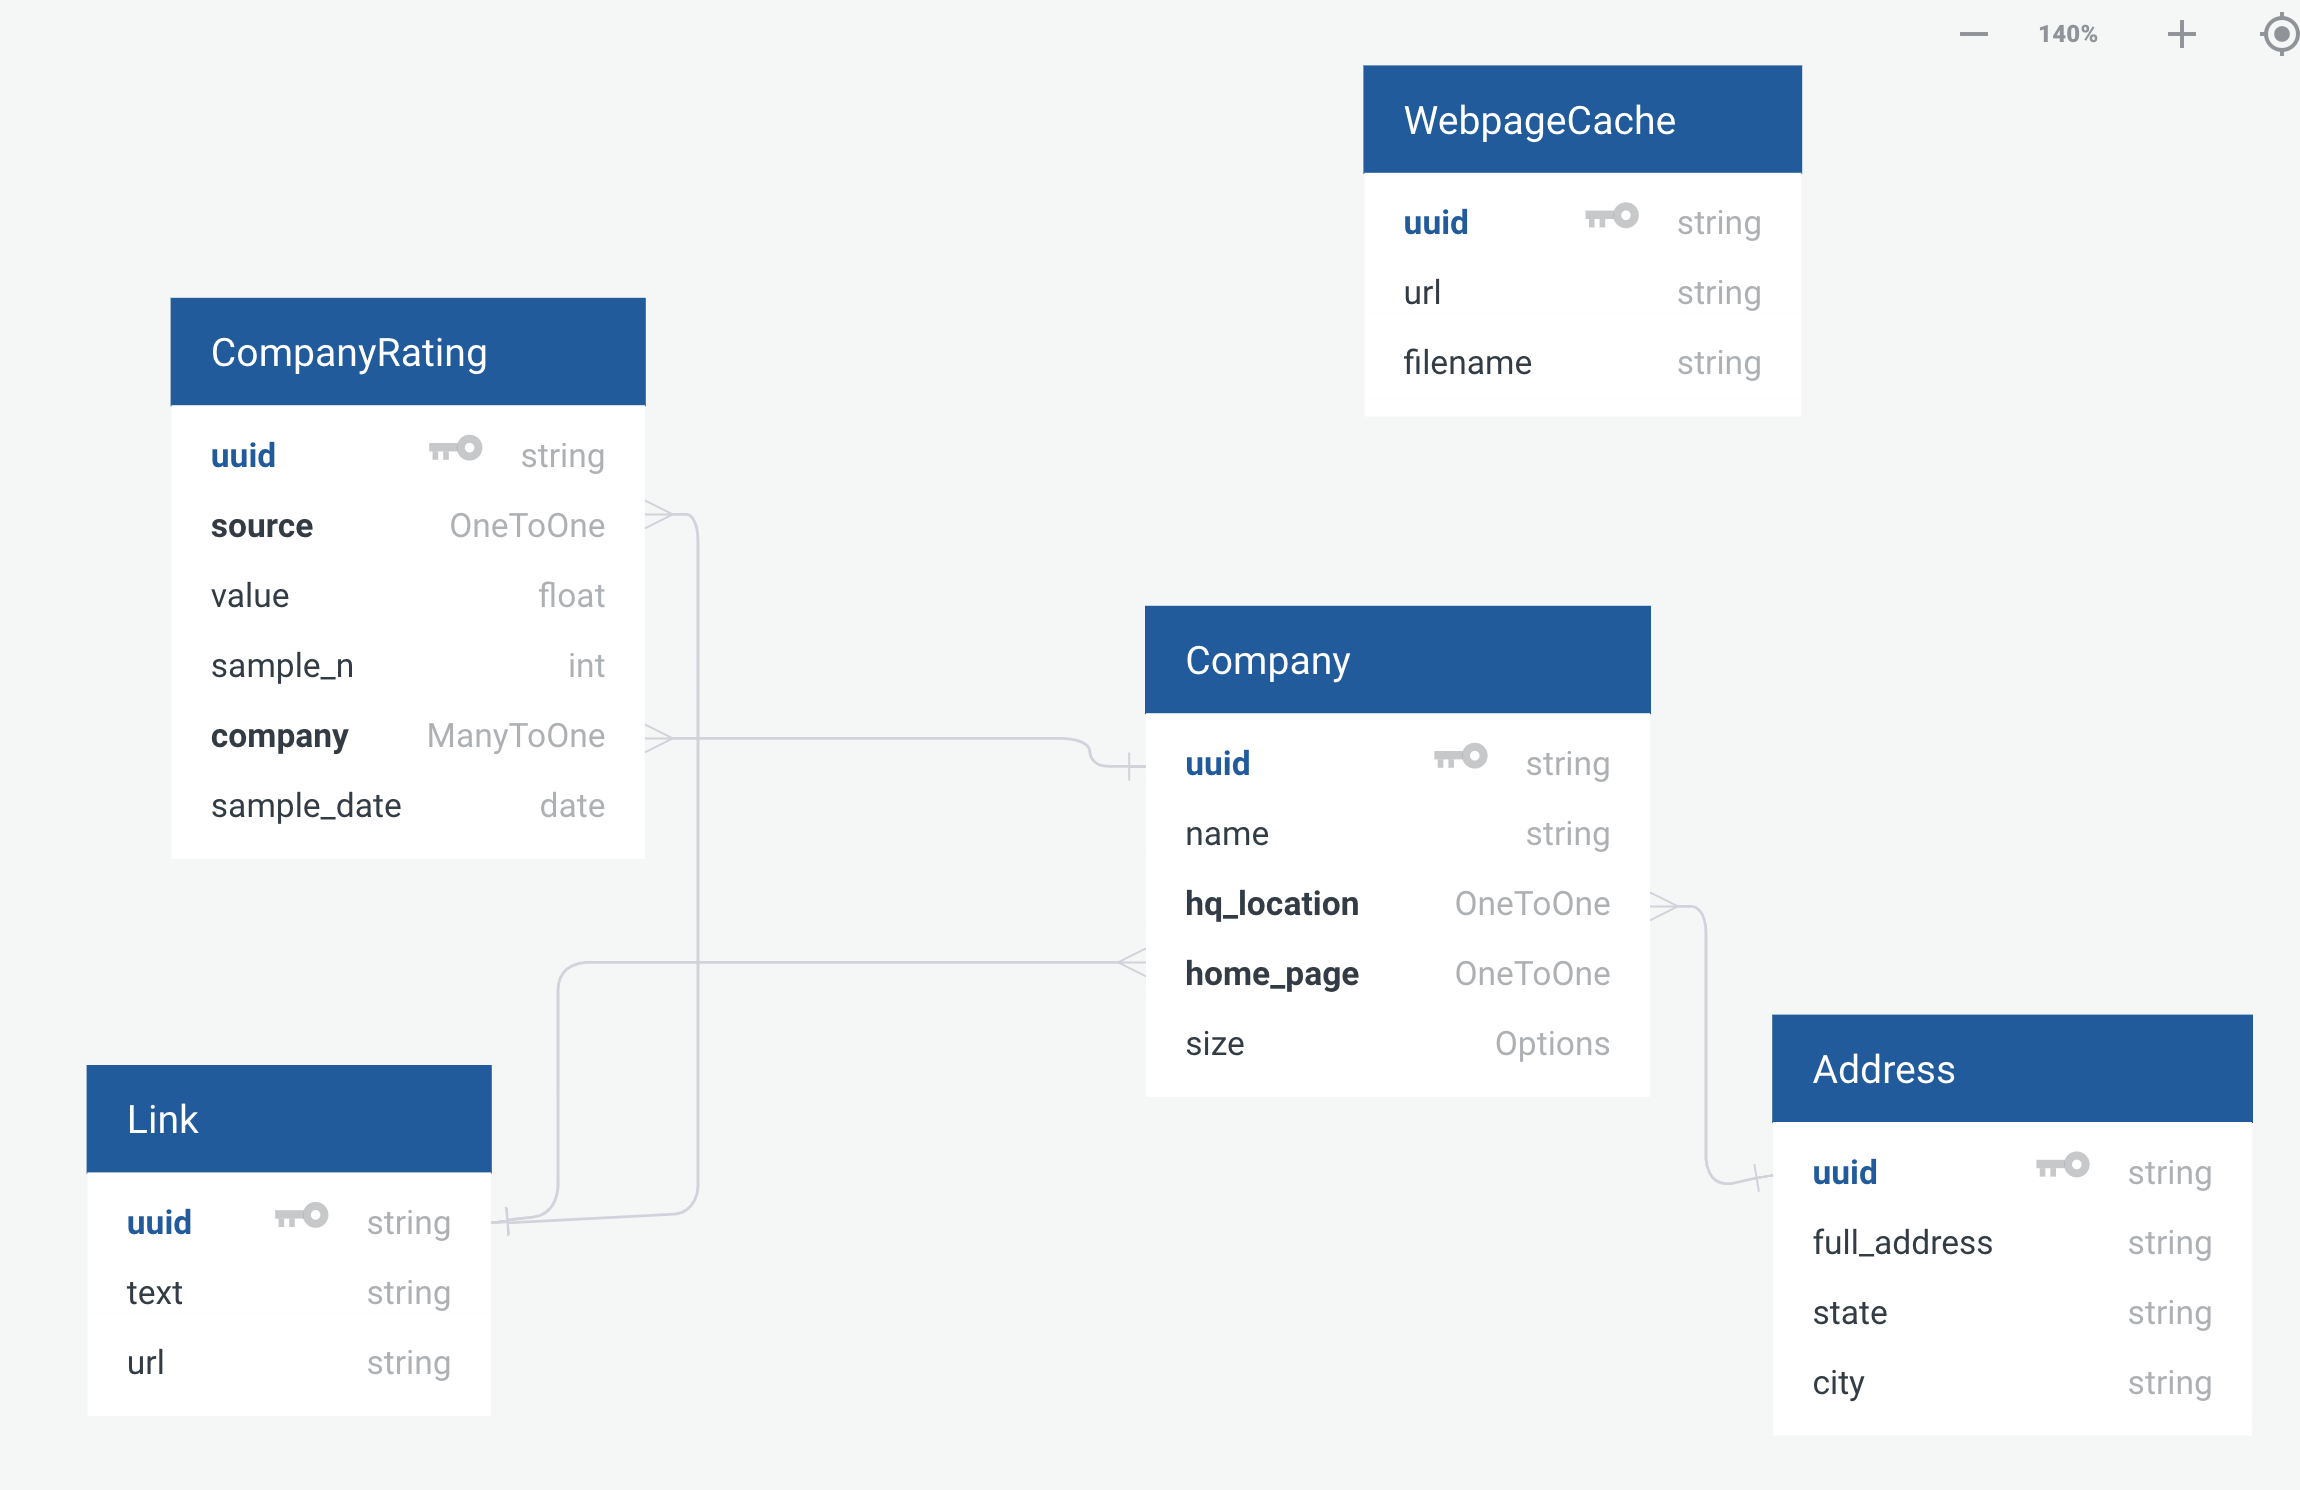 140%
WebpageCache
uuid string
url string
filename string
CompanyRating
uuid string
source OneToOne
value float
sample_n int
company ManyToOne
sample_date date
Company
uuid string
name string
hq_location OneToOne
home_page OneToOne
size Options
Link
uuid string
text string
url string
Address
uuid string
full_address string
state string
city string